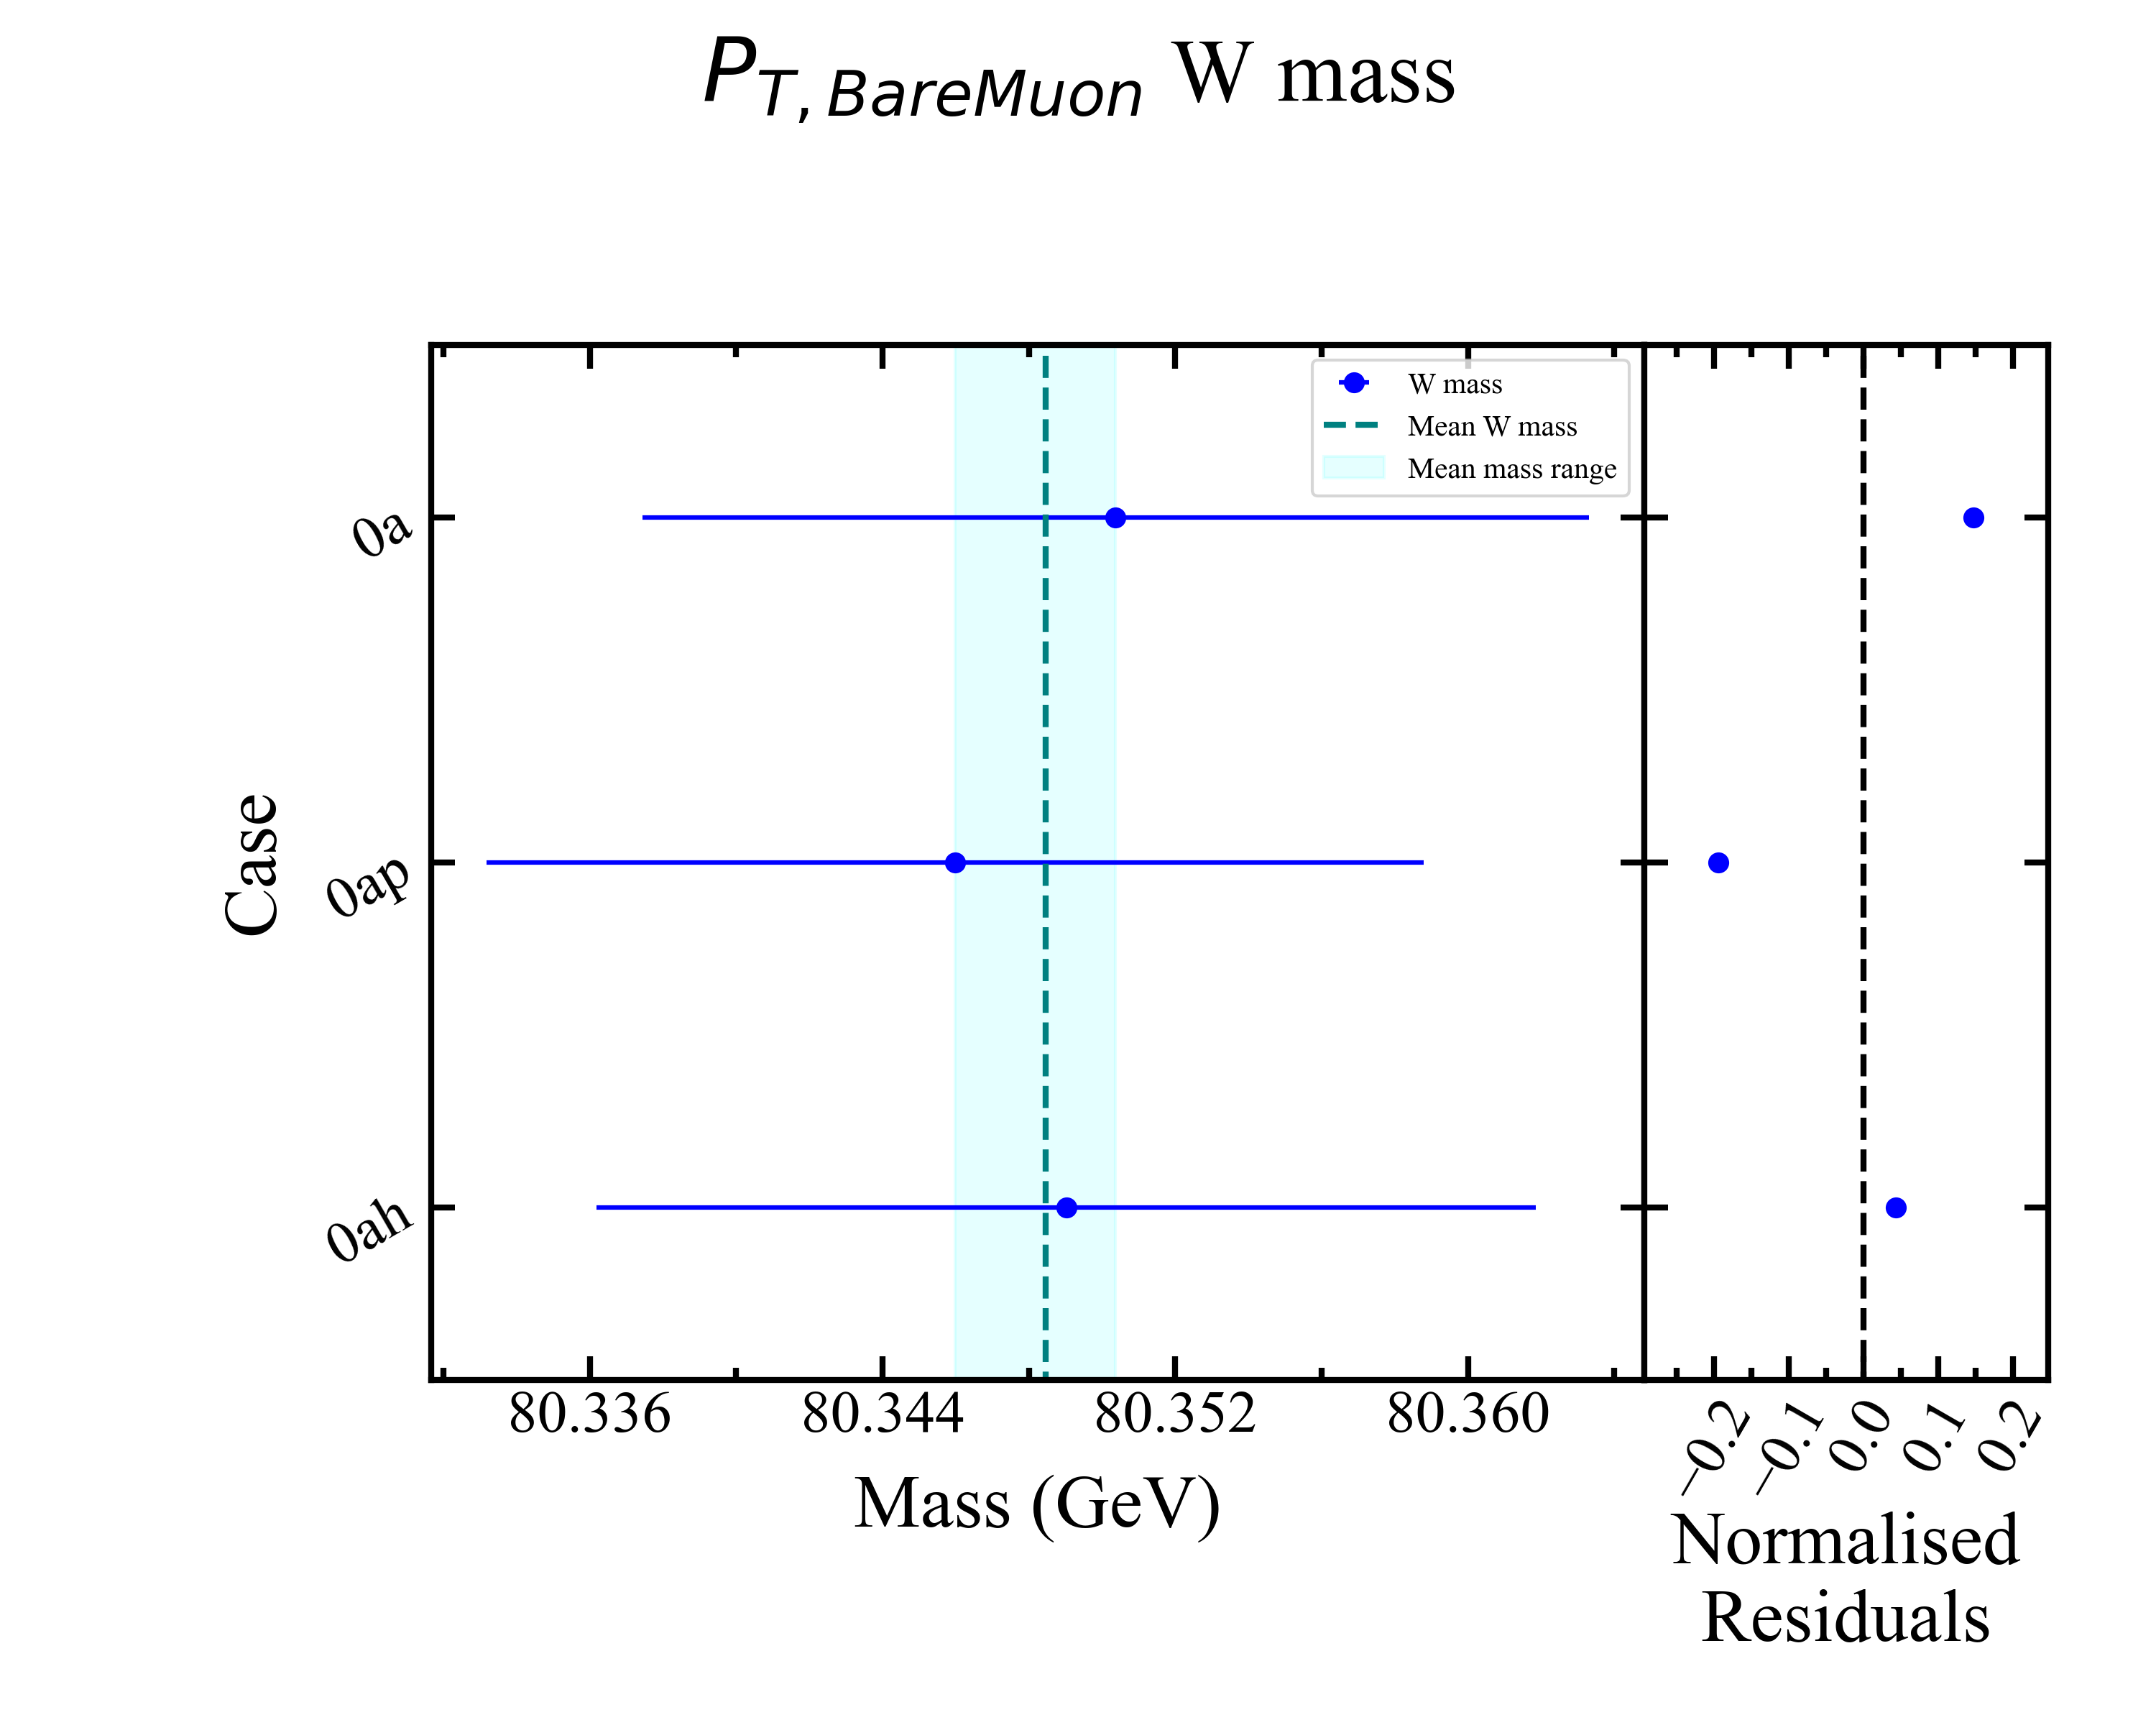 P_{T, BareMuon} W mass
W mass
Mean W mass
Mean mass range
Case
0a
0ap
0ah
80.336 80.344 80.352 80.360
Mass (GeV)
−0.2 −0.1 0.0 0.1 0.2
Normalised
Residuals